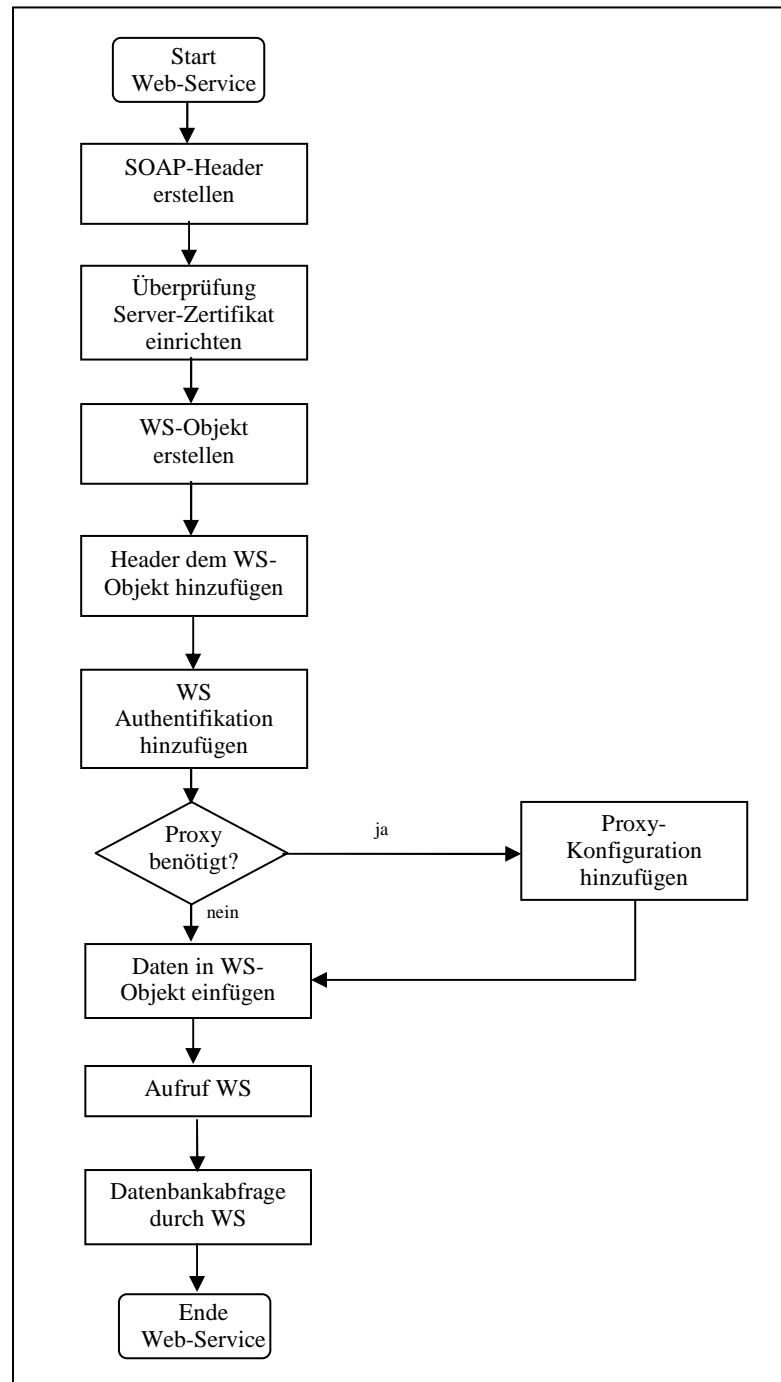 Start
Web-Service
SOAP-Header
erstellen
Überprüfung
Server-Zertifikat
einrichten
WS-Objekt
erstellen
Header dem WS-
Objekt hinzufügen
WS
Authentifikation
hinzufügen
Proxy
benötigt?
ja
Proxy-
Konfiguration
hinzufügen
nein
Daten in WS-
Objekt einfügen
Aufruf WS
Datenbankabfrage
durch WS
Ende
Web-Service